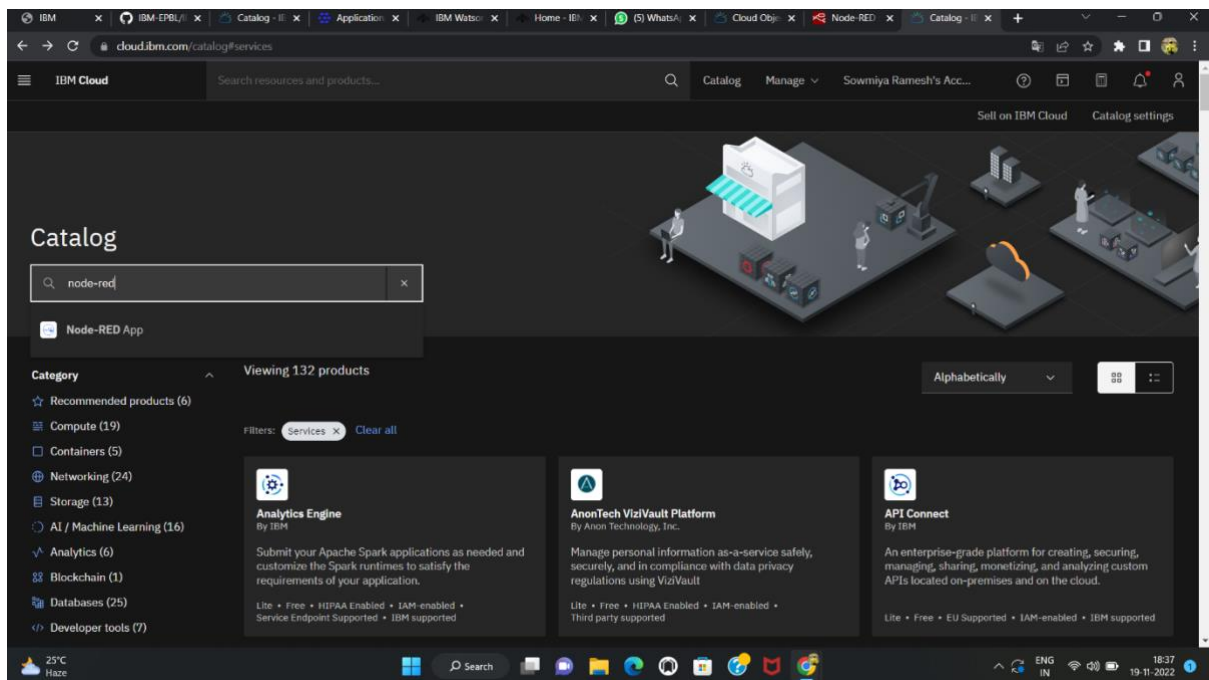 IBM
IBM-EPBL/I
Catalog - IE
Application
IBM Watson
Home - IBM
(5) WhatsA
Cloud Obje
Node-RED
Catalog - IE
cloud.ibm.com/catalog#services
IBM Cloud
Search resources and products...
Catalog
Manage
Sowmiya Ramesh's Acc...
Sell on IBM Cloud
Catalog settings
Catalog
node-red
Node-RED App
Category
Viewing 132 products
Alphabetically
Recommended products (6)
Compute (19)
Filters: Services × Clear all
Containers (5)
Networking (24)
Storage (13)
AI / Machine Learning (16)
Analytics (6)
Blockchain (1)
Databases (25)
Developer tools (7)
Analytics Engine
By IBM
Submit your Apache Spark applications as needed and
customize the Spark runtimes to satisfy the
requirements of your application.
Lite • Free • HIPAA Enabled • IAM-enabled •
Service Endpoint Supported • IBM supported
AnonTech ViziVault Platform
By Anon Technology, Inc.
Manage personal information as-a-service safely,
securely, and in compliance with data privacy
regulations using ViziVault
Lite • Free • HIPAA Enabled • IAM-enabled •
Third party supported
API Connect
By IBM
An enterprise-grade platform for creating, securing,
managing, sharing, monetizing, and analyzing custom
APIs located on-premises and on the cloud.
Lite • Free • EU Supported • IAM-enabled • IBM supported
25°C
Haze
Search
ENG
IN
18:37
19-11-2022
1